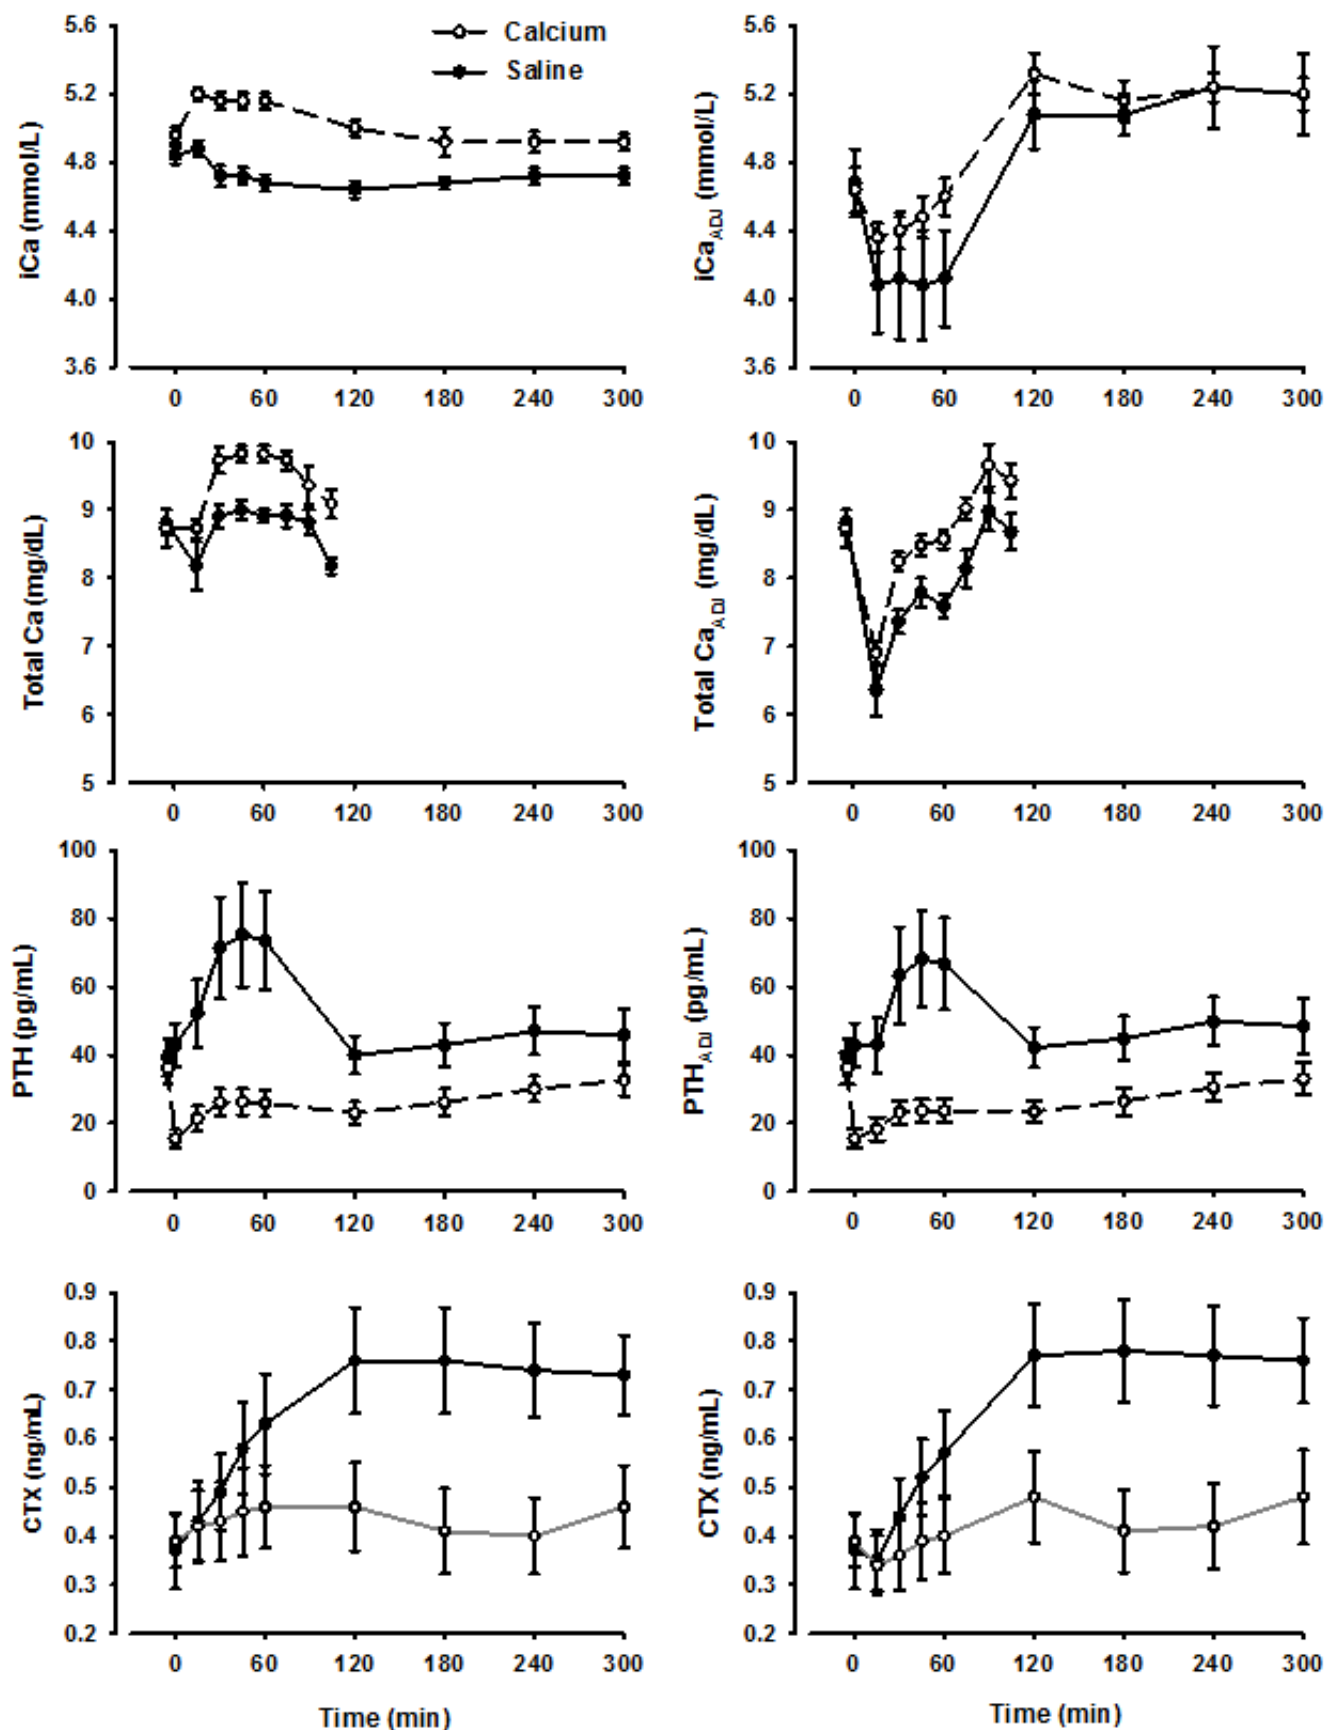 Calcium
Saline
iCa (mmol/L)
5.6
5.2
4.8
4.4
4.0
3.6
0 60 120 180 240 300
iCaADJ (mmol/L)
5.6
5.2
4.8
4.4
4.0
3.6
0 60 120 180 240 300
Total Ca (mg/dL)
10
9
8
7
6
5
0 60 120 180 240 300
Total CaADJ (mg/dL)
10
9
8
7
6
5
0 60 120 180 240 300
PTH (pg/mL)
100
80
60
40
20
0
0 60 120 180 240 300
PTHADJ (pg/mL)
100
80
60
40
20
0
0 60 120 180 240 300
CTX (ng/mL)
0.9
0.8
0.7
0.6
0.5
0.4
0.3
0.2
0 60 120 180 240 300
Time (min)
CTX (ng/mL)
0.9
0.8
0.7
0.6
0.5
0.4
0.3
0.2
0 60 120 180 240 300
Time (min)